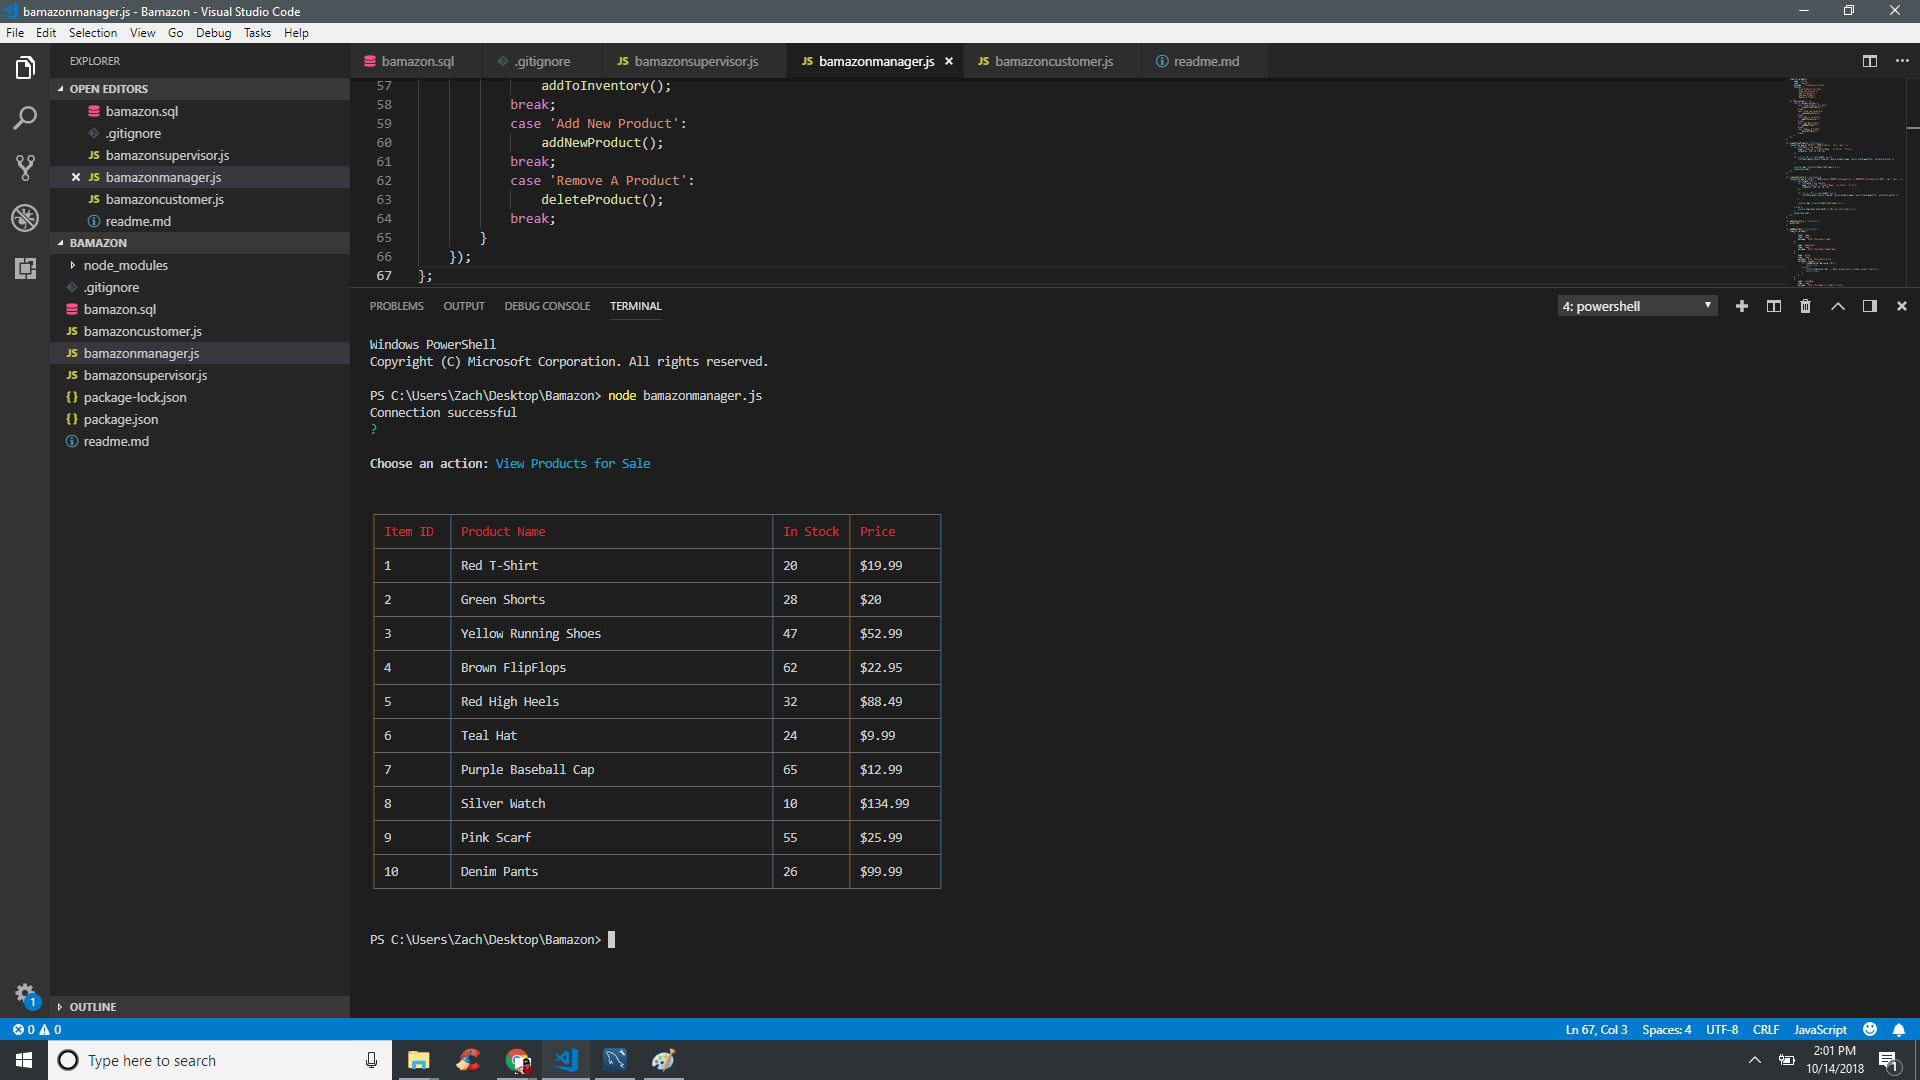 bamazonmanager.js - Bamazon - Visual Studio Code
File Edit Selection View Go Debug Tasks Help
EXPLORER
OPEN EDITORS
bamazon.sql
.gitignore
JS bamazonsupervisor.js
JS bamazonmanager.js
JS bamazoncustomer.js
readme.md
BAMAZON
node_modules
.gitignore
bamazon.sql
JS bamazoncustomer.js
JS bamazonmanager.js
JS bamazonsupervisor.js
{} package-lock.json
{} package.json
readme.md
OUTLINE
bamazon.sql .gitignore JS bamazonsupervisor.js JS bamazonmanager.js JS bamazoncustomer.js readme.md
57 addToInventory();
58 break;
59 case 'Add New Product':
60 addNewProduct();
61 break;
62 case 'Remove A Product':
63 deleteProduct();
64 break;
65 }
66 });
67 };
PROBLEMS OUTPUT DEBUG CONSOLE TERMINAL 4: powershell
Windows PowerShell
Copyright (C) Microsoft Corporation. All rights reserved.
PS C:\Users\Zach\Desktop\Bamazon> node bamazonmanager.js
Connection successful
?
Choose an action: View Products for Sale
Item ID Product Name In Stock Price
1 Red T-Shirt 20 $19.99
2 Green Shorts 28 $20
3 Yellow Running Shoes 47 $52.99
4 Brown FlipFlops 62 $22.95
5 Red High Heels 32 $88.49
6 Teal Hat 24 $9.99
7 Purple Baseball Cap 65 $12.99
8 Silver Watch 10 $134.99
9 Pink Scarf 55 $25.99
10 Denim Pants 26 $99.99
PS C:\Users\Zach\Desktop\Bamazon>
1
0 0 Ln 67, Col 3 Spaces: 4 UTF-8 CRLF JavaScript
Type here to search
2:01 PM
10/14/2018
1